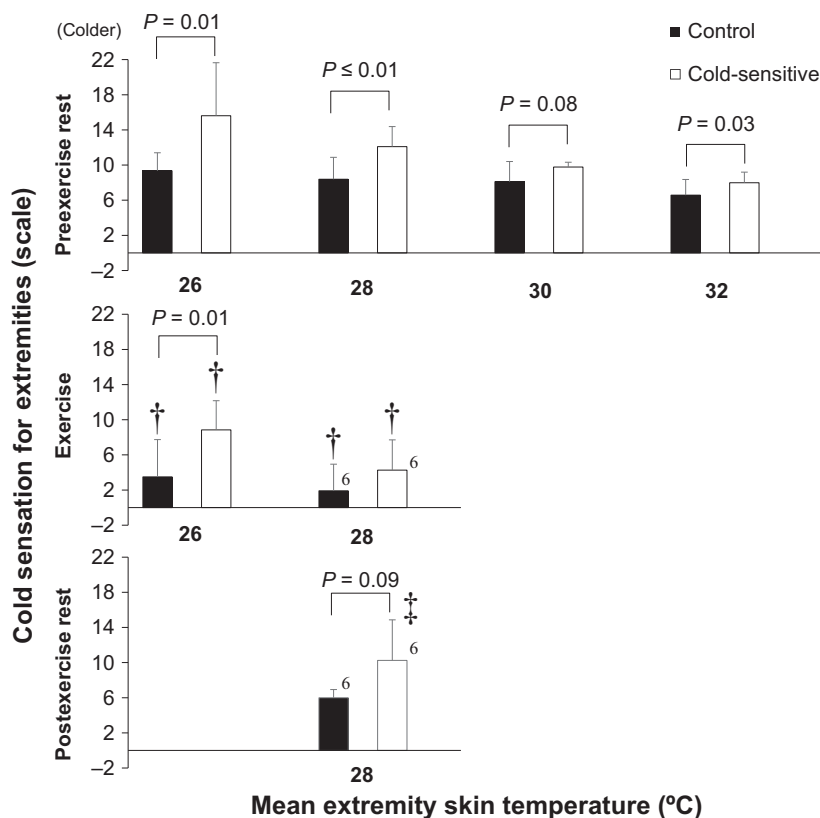 (Colder)
P = 0.01
P ≤ 0.01
P = 0.08
P = 0.03
■ Control
□ Cold-sensitive
Cold sensation for extremities (scale)
Preexercise rest
22
18
14
10
6
2
–2
26
28
30
32
Exercise
22
18
14
10
6
2
–2
P = 0.01
†
†
†
†
6
6
26
28
Postexercise rest
22
18
14
10
6
2
–2
P = 0.09
‡
6
6
28
Mean extremity skin temperature (ºC)